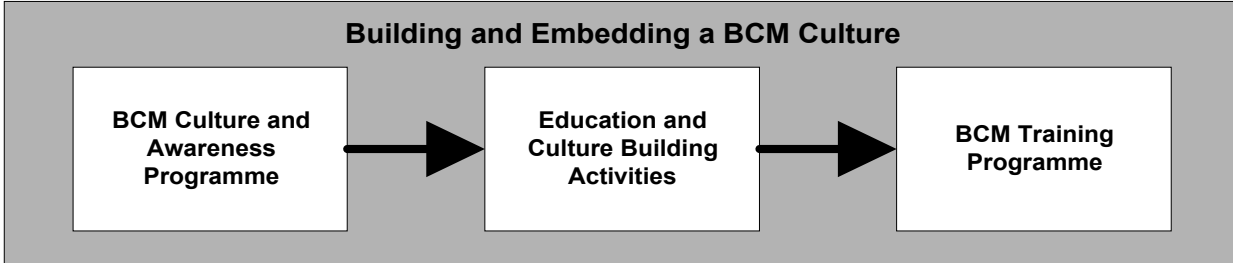 Building and Embedding a BCM Culture
BCM Culture and
Awareness
Programme
Education and
Culture Building
Activities
BCM Training
Programme